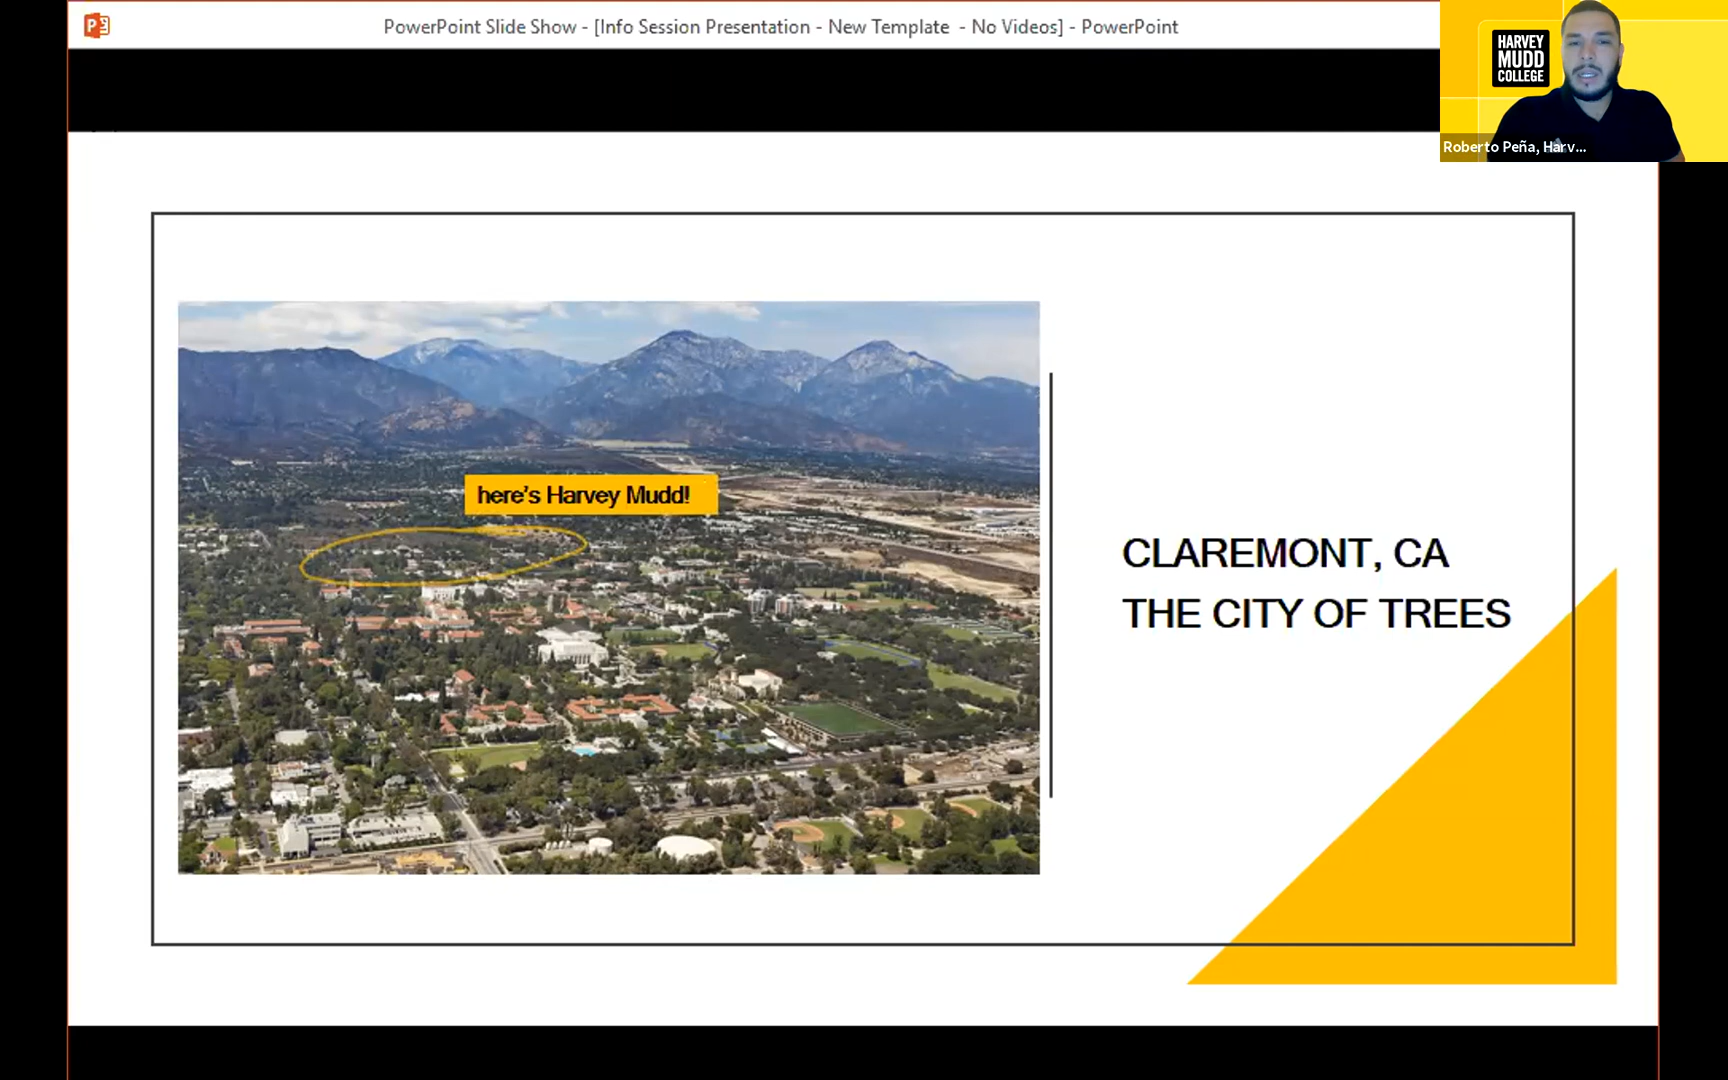 PowerPoint Slide Show - [Info Session Presentation - New Template - No Videos] - PowerPoint
HARVEY
MUDD
COLLEGE
Roberto Peña, Harv...
here's Harvey Mudd!
CLAREMONT, CA
THE CITY OF TREES